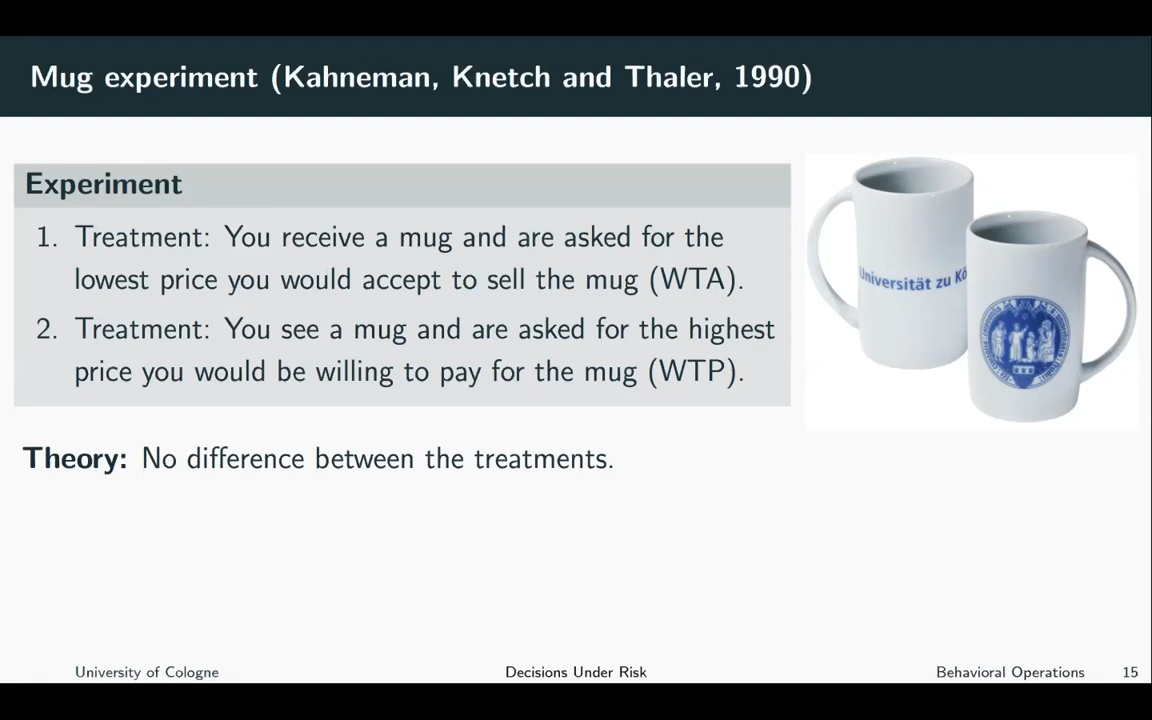 Mug experiment (Kahneman, Knetch and Thaler, 1990)
Experiment
1. Treatment: You receive a mug and are asked for the
lowest price you would accept to sell the mug (WTA).
2. Treatment: You see a mug and are asked for the highest
price you would be willing to pay for the mug (WTP).
Universität zu Kö
Theory: No difference between the treatments.
University of Cologne
Decisions Under Risk
Behavioral Operations
15